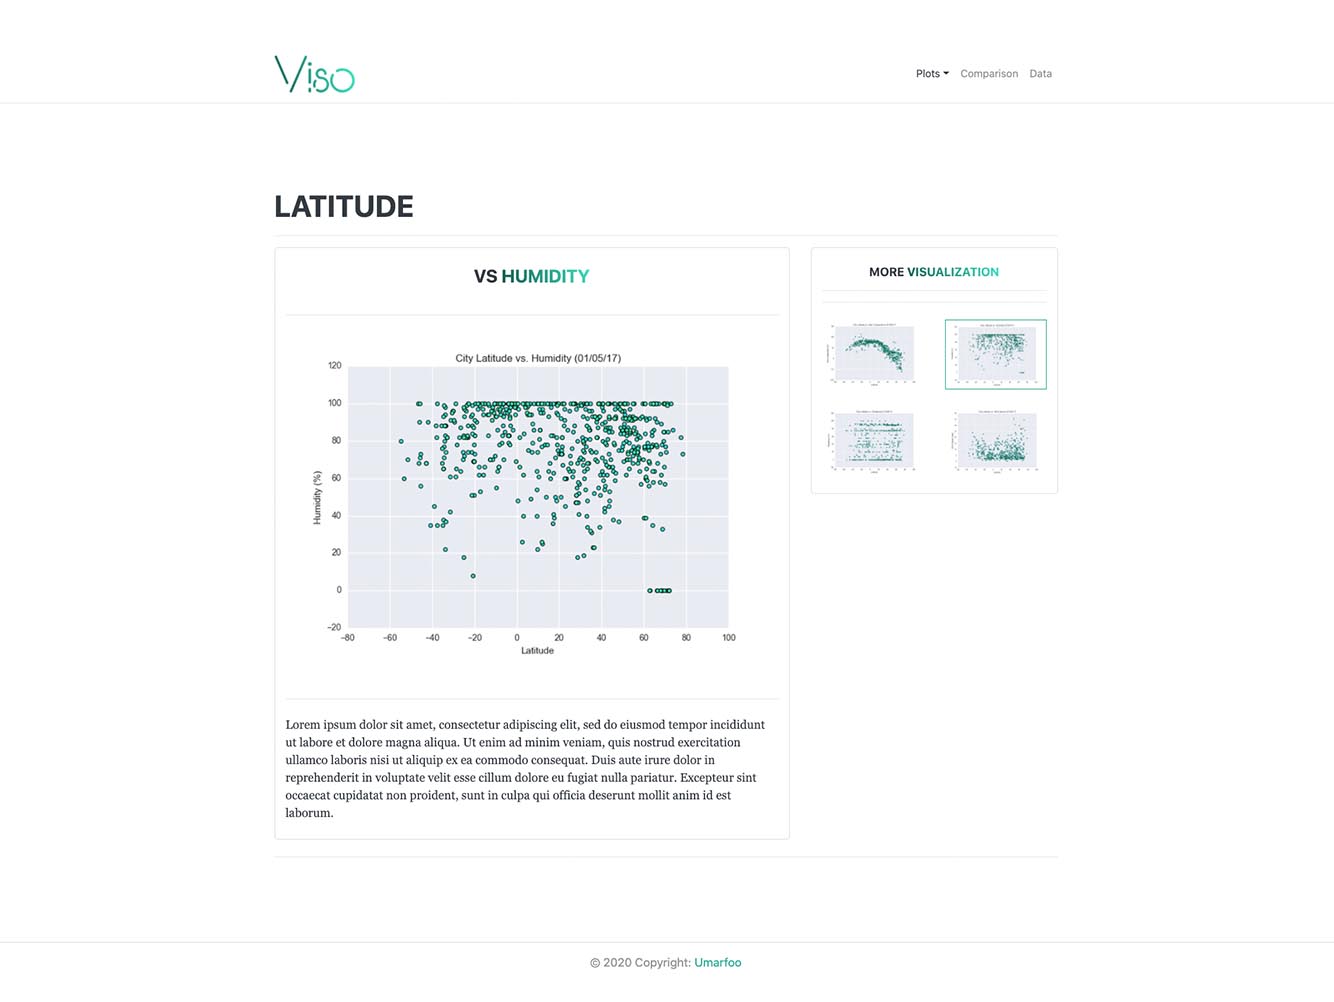 Viso
Plots Comparison Data
LATITUDE
VS HUMIDITY
City Latitude vs. Humidity (01/05/17)
120
100
80
60
40
20
0
−20
Humidity (%)
−80 −60 −40 −20 0 20 40 60 80 100
Latitude
Lorem ipsum dolor sit amet, consectetur adipiscing elit, sed do eiusmod tempor incididunt
ut labore et dolore magna aliqua. Ut enim ad minim veniam, quis nostrud exercitation
ullamco laboris nisi ut aliquip ex ea commodo consequat. Duis aute irure dolor in
reprehenderit in voluptate velit esse cillum dolore eu fugiat nulla pariatur. Excepteur sint
occaecat cupidatat non proident, sunt in culpa qui officia deserunt mollit anim id est
laborum.
MORE VISUALIZATION
© 2020 Copyright: Umarfoo